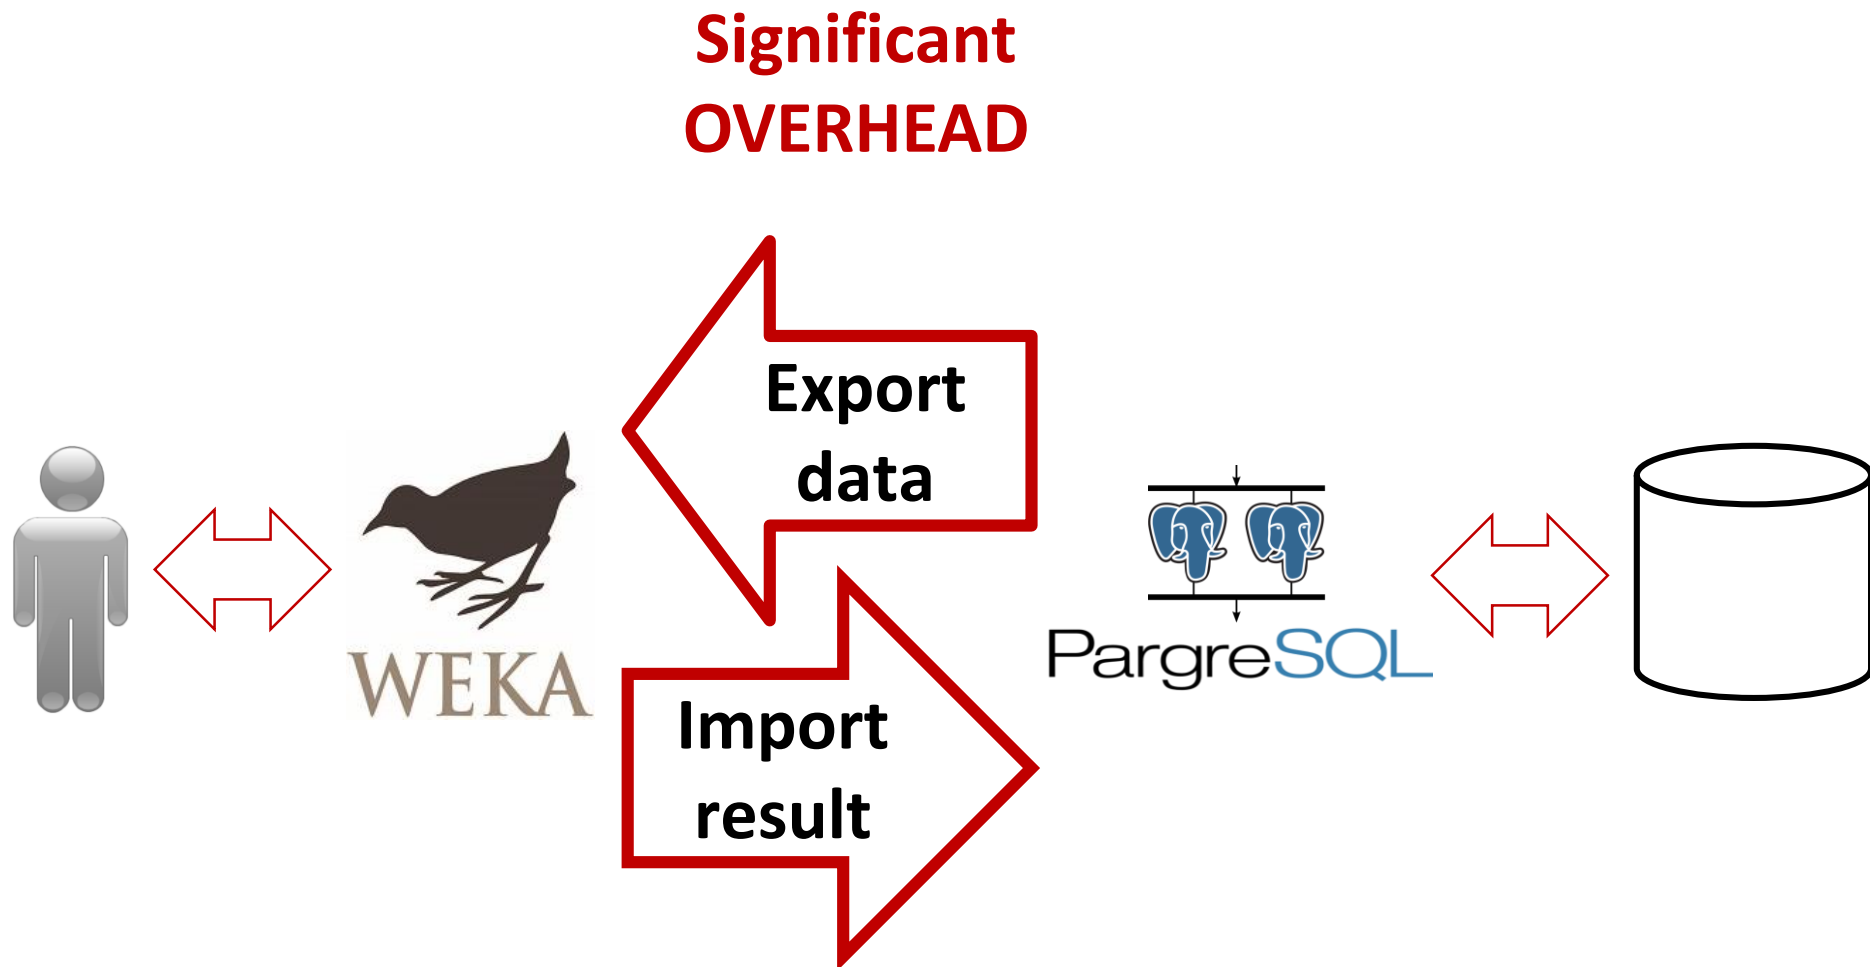 Significant
OVERHEAD
Export
data
WEKA
PargreSQL
Import
result